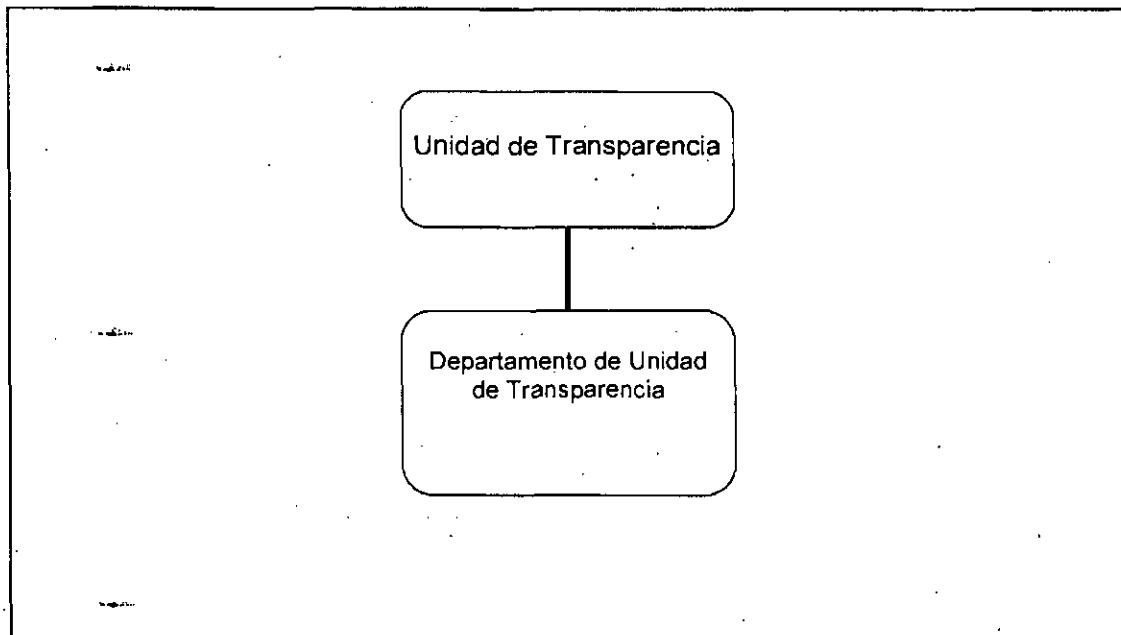 Unidad de Transparencia
Departamento de Unidad
de Transparencia